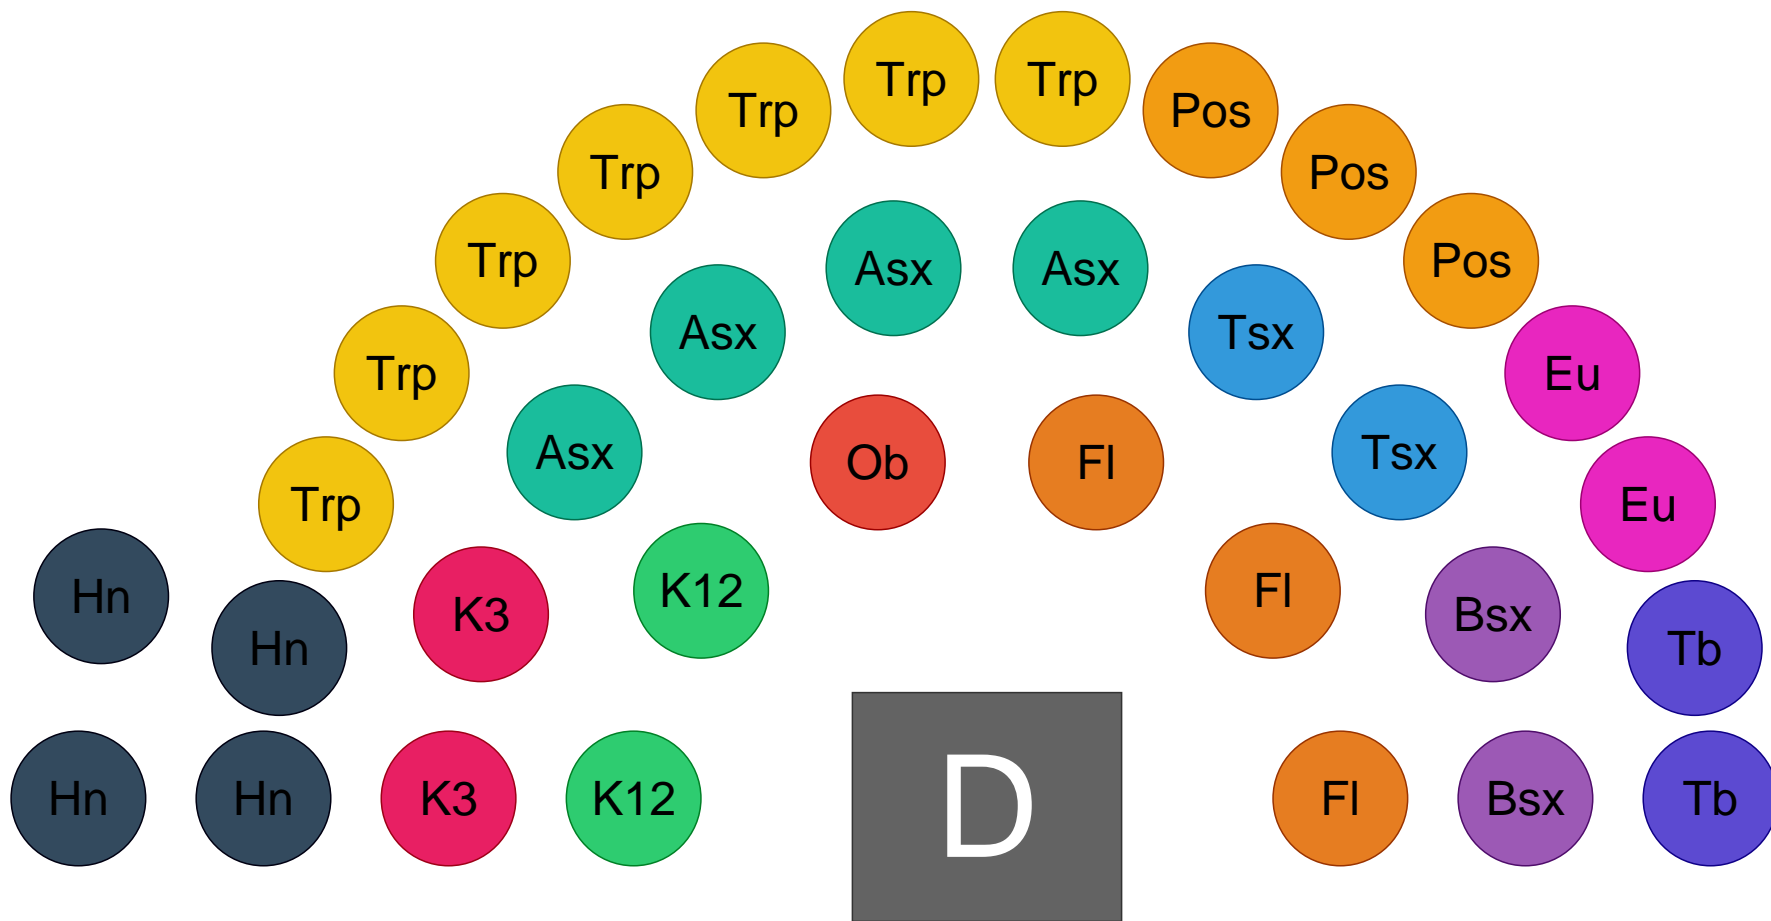 Trp Trp
Trp Pos
Trp Pos
Trp Pos
Asx Asx
Asx Tsx
Trp Eu
Asx Tsx
Ob Fl
Trp Eu
Hn K12 Fl
K3 Bsx
Hn Tb
Hn Hn K3 K12 D Fl Bsx Tb